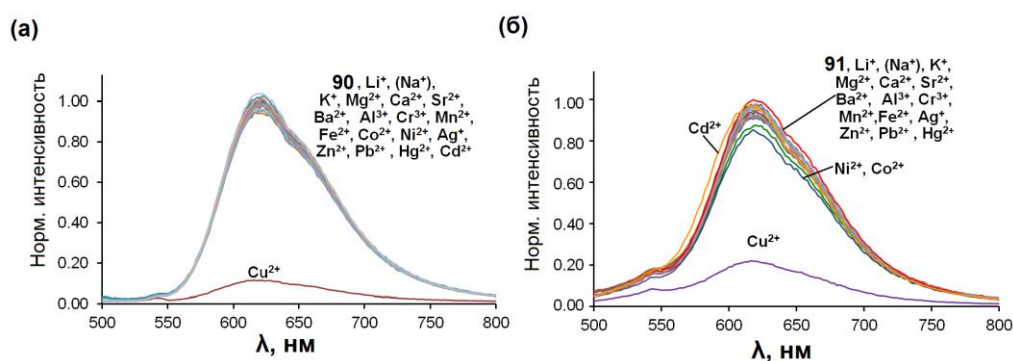 (а)
Норм. интенсивность
1.00
0.80
0.60
0.40
0.20
0.00
90, Li⁺, (Na⁺),
K⁺, Mg²⁺, Ca²⁺, Sr²⁺,
Ba²⁺, Al³⁺, Cr³⁺, Mn²⁺,
Fe²⁺, Co²⁺, Ni²⁺, Ag⁺,
Zn²⁺, Pb²⁺, Hg²⁺, Cd²⁺
Cu²⁺
500 550 600 650 700 750 800
λ, нм
(б)
Норм. интенсивность
1.00
0.80
0.60
0.40
0.20
0.00
91, Li⁺, (Na⁺), K⁺,
Mg²⁺, Ca²⁺, Sr²⁺,
Ba²⁺, Al³⁺, Cr³⁺,
Mn²⁺,Fe²⁺, Ag⁺,
Zn²⁺, Pb²⁺, Hg²⁺
Cd²⁺
Ni²⁺, Co²⁺
Cu²⁺
500 550 600 650 700 750 800
λ, нм